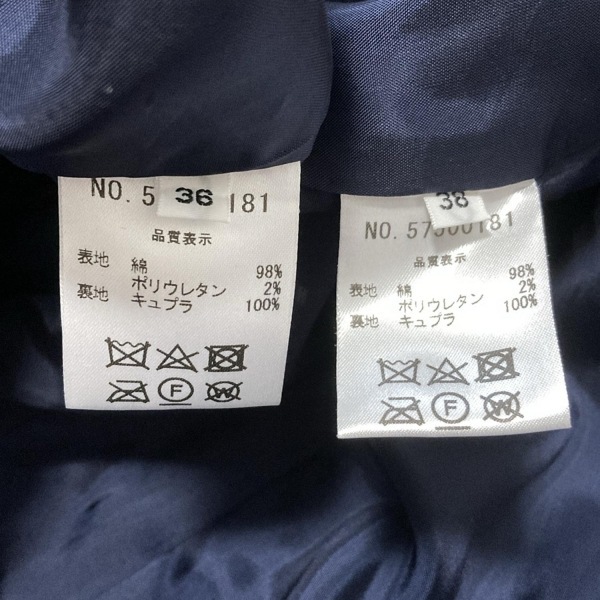 NO. 5 36 181
品質表示
表地 綿 98%
ポリウレタン 2%
裏地 キュプラ 100%
F
W
38
NO. 57500181
品質表示
表地 綿 98%
ポリウレタン 2%
裏地 キュプラ 100%
F
W